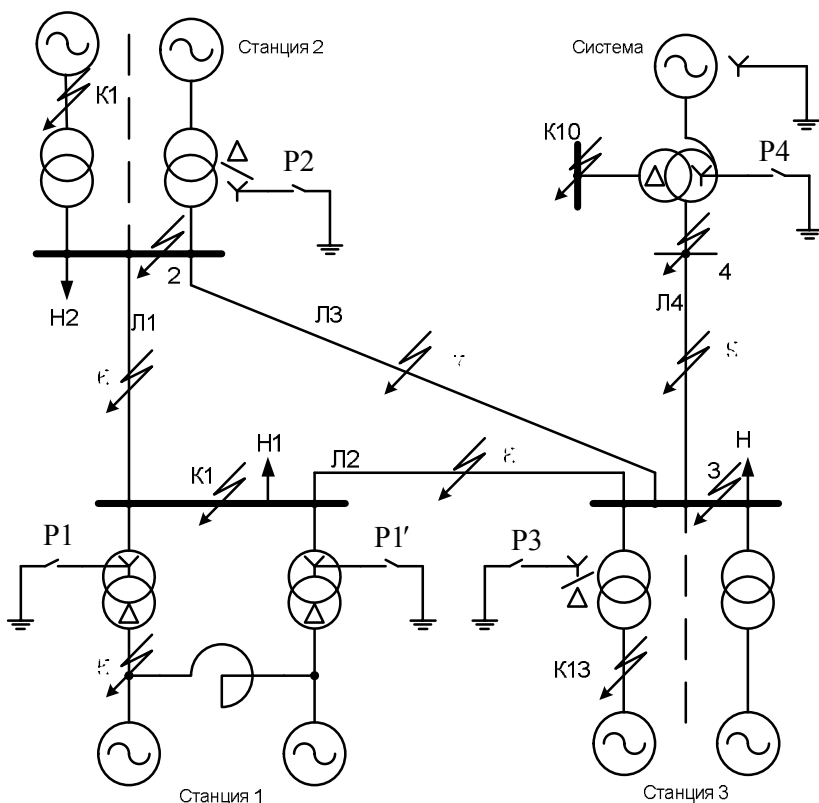 Станция 2
Система
К1
К10
Р2
Р4
2
4
Н2
Л1
Л3
Л4
К1
Н1
Л2
3
Н
Р1
Р1′
Р3
К13
Станция 1
Станция 3